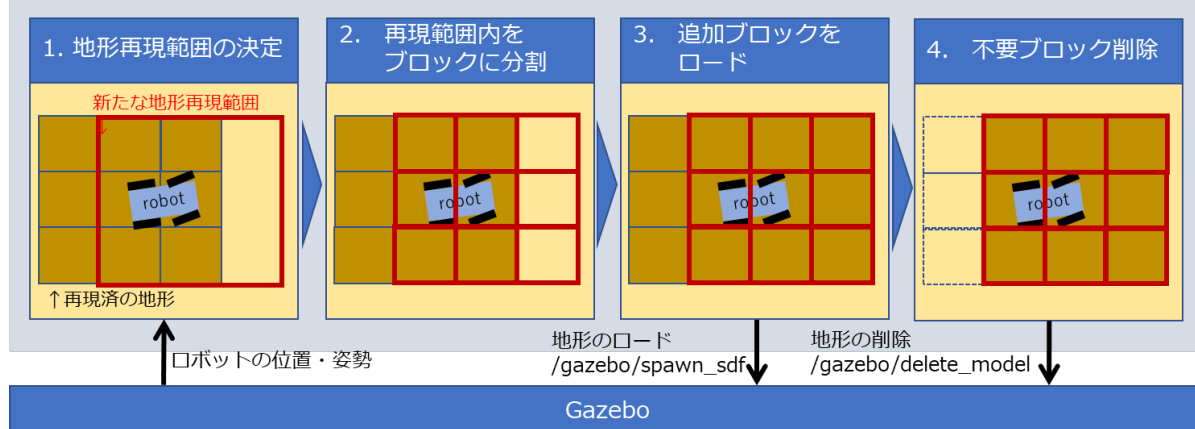 1. 地形再現範囲の決定
新たな地形再現範囲
↓
robot
↑再現済の地形
2. 再現範囲内を
ブロックに分割
robot
3. 追加ブロックを
ロード
robot
4. 不要ブロック削除
robot
ロボットの位置・姿勢
地形のロード
/gazebo/spawn_sdf
地形の削除
/gazebo/delete_model
Gazebo